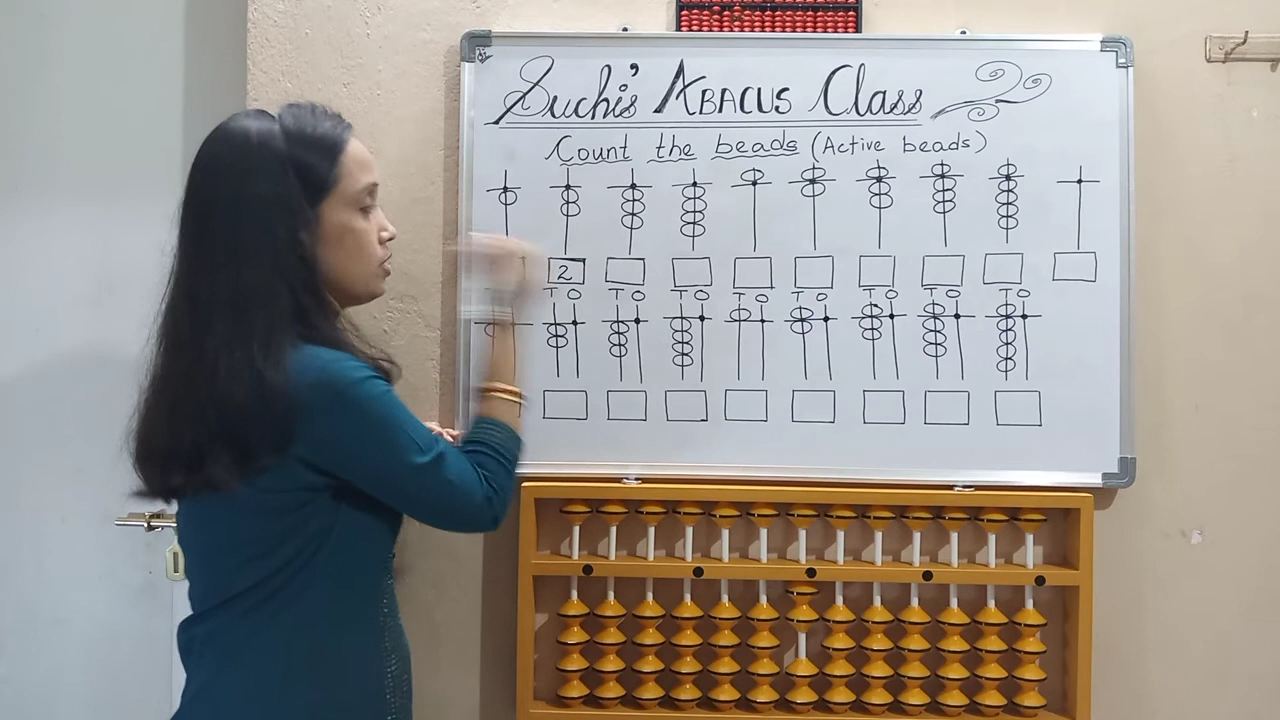 Suchi's ABACUS Class
Count the beads (Active beads)
2
T O T O T O T O T O T O T O T O